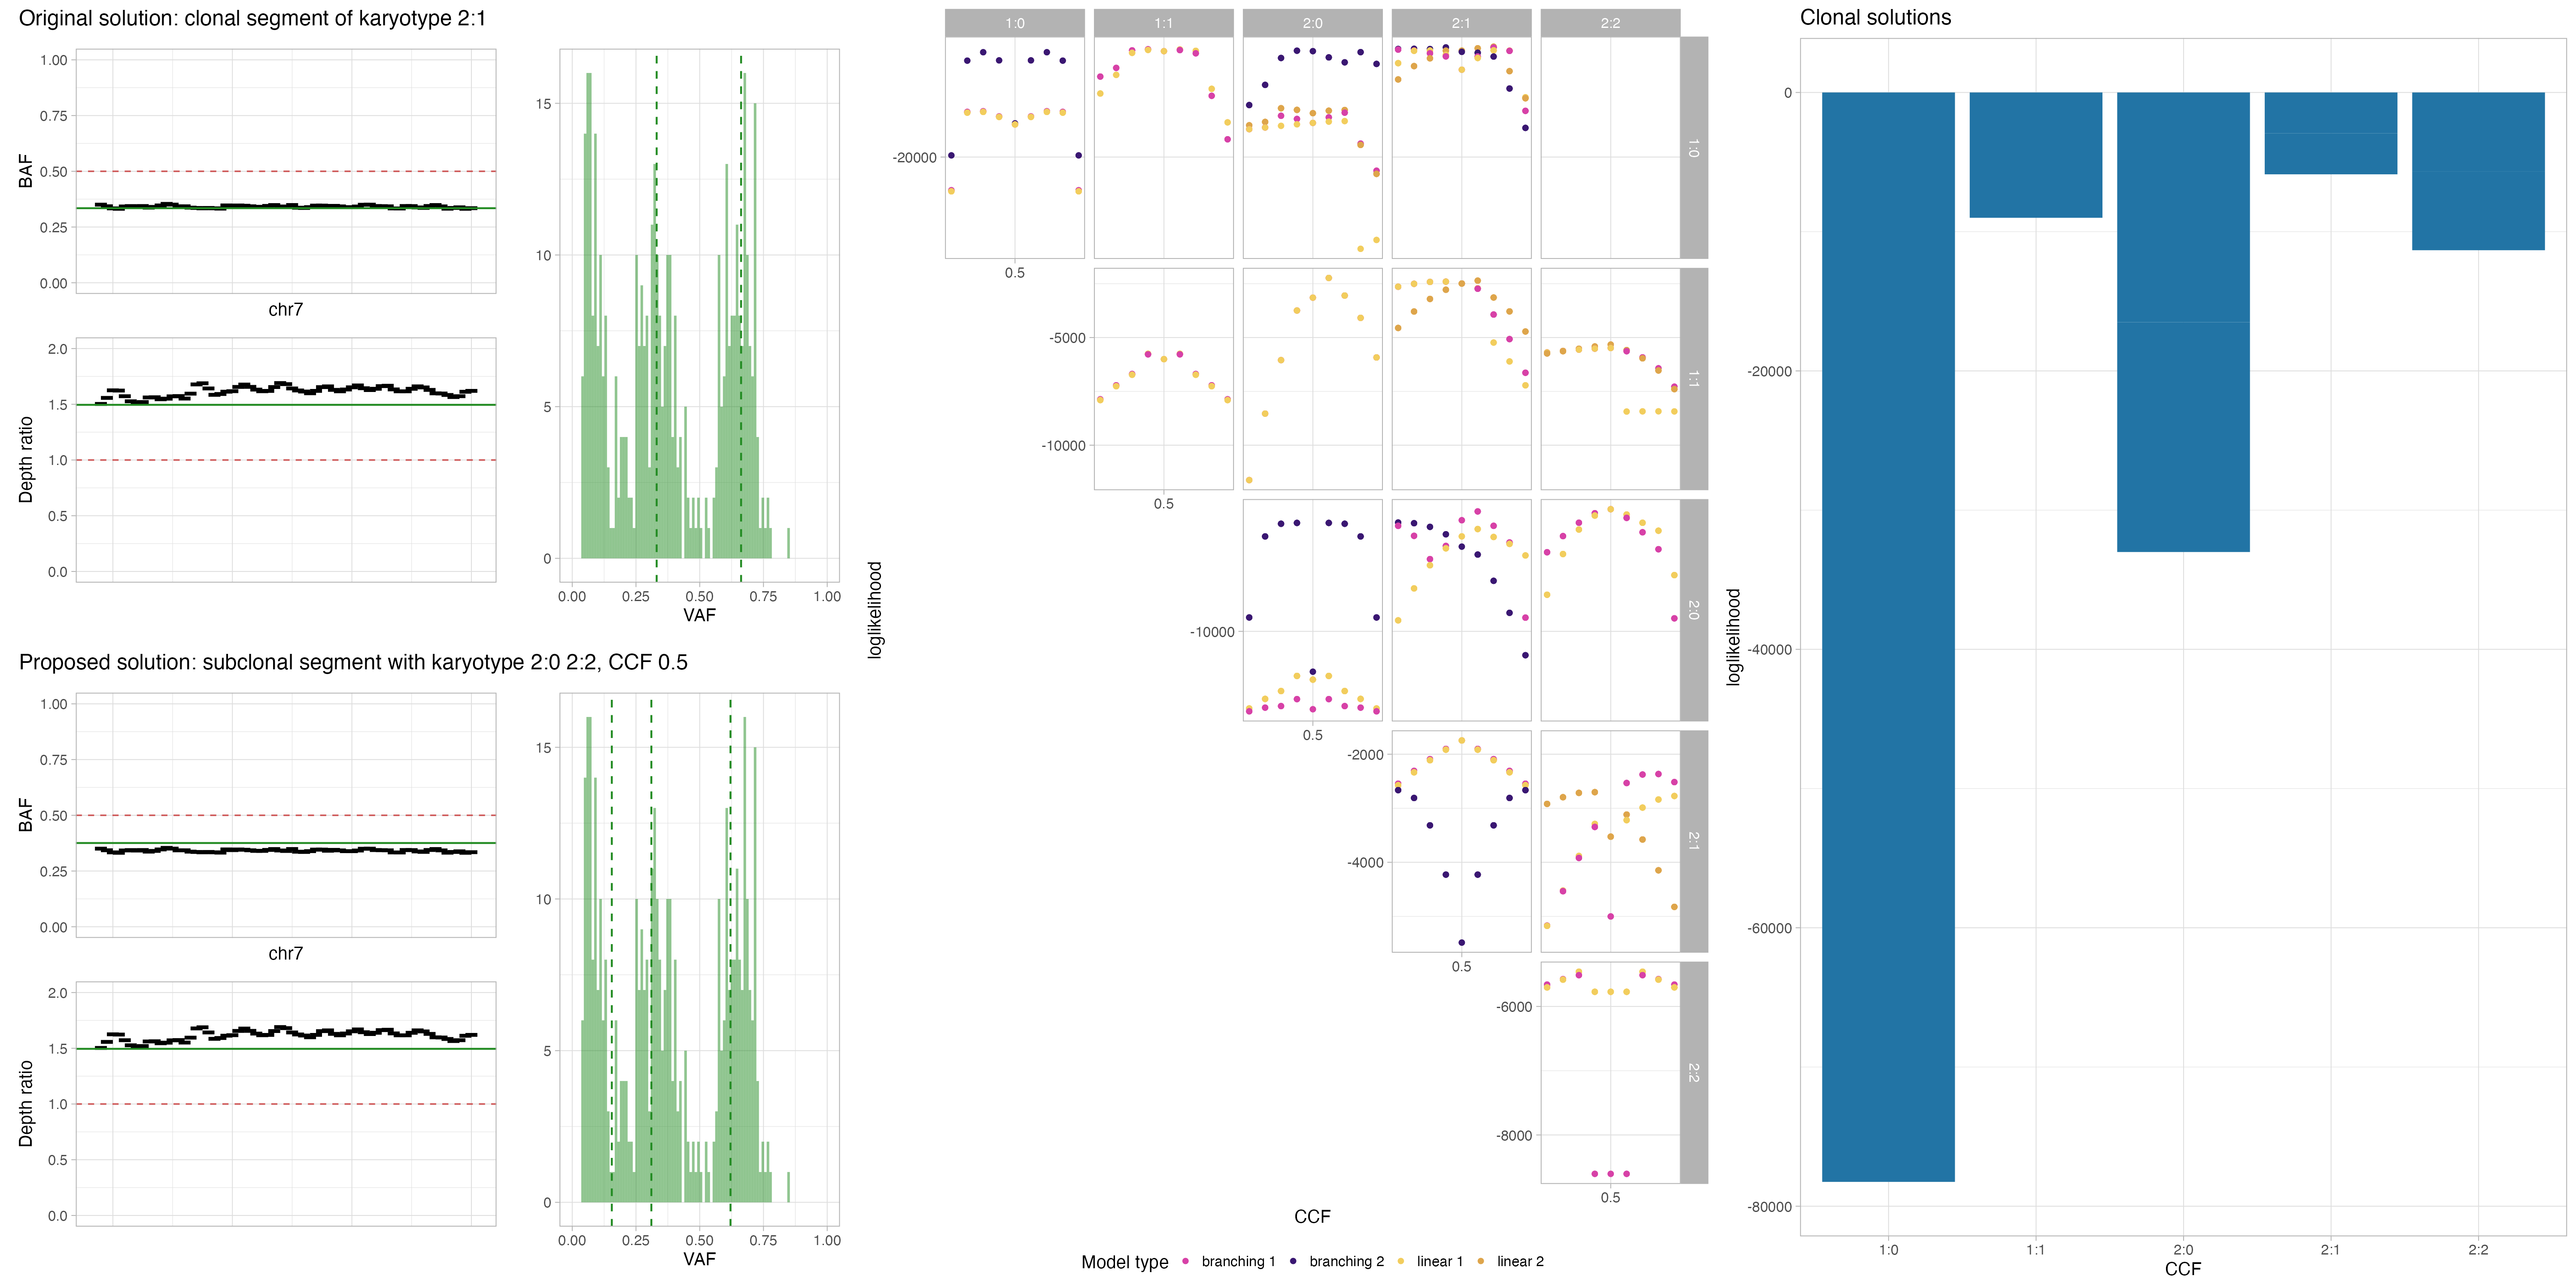 Original solution: clonal segment of karyotype 2:1
1.00
0.75
0.50
0.25
0.00
BAF
chr7
2.0
1.5
1.0
0.5
0.0
Depth ratio
15
10
5
0
0.00 0.25 0.50 0.75 1.00
VAF
Proposed solution: subclonal segment with karyotype 2:0 2:2, CCF 0.5
1.00
0.75
0.50
0.25
0.00
BAF
chr7
2.0
1.5
1.0
0.5
0.0
Depth ratio
15
10
5
0
0.00 0.25 0.50 0.75 1.00
VAF
1:0 1:1 2:0 2:1 2:2
-20000
1:0
0.5
-5000
-10000
1:1
0.5
-10000
2:0
0.5
-2000
-4000
2:1
0.5
-6000
-8000
2:2
0.5
loglikelihood
CCF
Model type branching 1 branching 2 linear 1 linear 2
Clonal solutions
0
-20000
-40000
-60000
-80000
loglikelihood
1:0 1:1 2:0 2:1 2:2
CCF